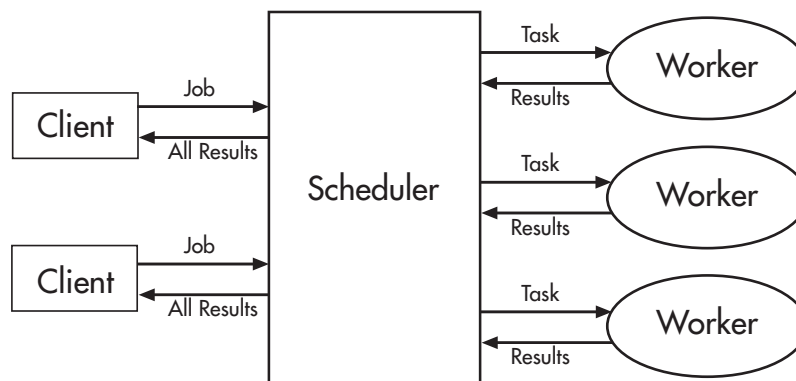 Client
Job
All Results
Client
Job
All Results
Scheduler
Task
Results
Worker
Task
Results
Worker
Task
Results
Worker